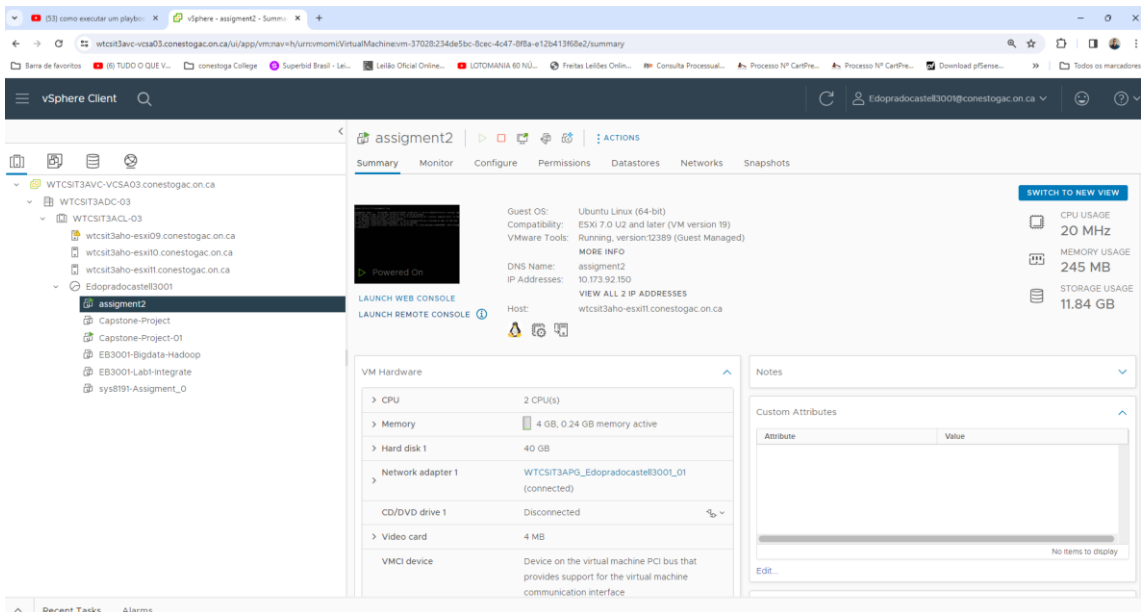 (53) como executar um playboo
vSphere - assigment2 - Summa
wtcsit3avc-vcsa03.conestogac.on.ca/ui/app/vm;nav=h/urn:vmomi:VirtualMachine:vm-37028:234de5bc-8cec-4c47-8f8a-e12b413f68e2/summary
Barra de favoritos
(6) TUDO O QUE V...
conestoga College
Superbid Brasil - Lei...
Leilão Oficial Online...
LOTOMANIA 60 NÚ...
Freitas Leilões Onlin...
Consulta Processual...
Processo Nº CartPre...
Processo Nº CartPre...
Download pfSense...
»
Todos os marcadores
vSphere Client
Edopradocastell3001@conestogac.on.ca
assigment2
ACTIONS
Summary Monitor Configure Permissions Datastores Networks Snapshots
WTCSIT3AVC-VCSA03.conestogac.on.ca
WTCSIT3ADC-03
WTCSIT3ACL-03
wtcsit3aho-esxi09.conestogac.on.ca
wtcsit3aho-esxi10.conestogac.on.ca
wtcsit3aho-esxi11.conestogac.on.ca
Edopradocastell3001
assigment2
Capstone-Project
Capstone-Project-01
EB3001-Bigdata-Hadoop
EB3001-Lab1-Integrate
sys8191-Assigment_0
Powered On
LAUNCH WEB CONSOLE
LAUNCH REMOTE CONSOLE
Guest OS: Ubuntu Linux (64-bit)
Compatibility: ESXi 7.0 U2 and later (VM version 19)
VMware Tools: Running, version:12389 (Guest Managed)
MORE INFO
DNS Name: assigment2
IP Addresses: 10.173.92.150
VIEW ALL 2 IP ADDRESSES
Host: wtcsit3aho-esxi11.conestogac.on.ca
SWITCH TO NEW VIEW
CPU USAGE
20 MHz
MEMORY USAGE
245 MB
STORAGE USAGE
11.84 GB
VM Hardware
CPU 2 CPU(s)
Memory 4 GB, 0.24 GB memory active
Hard disk 1 40 GB
Network adapter 1 WTCSIT3APG_Edopradocastell3001_01
(connected)
CD/DVD drive 1 Disconnected
Video card 4 MB
VMCI device Device on the virtual machine PCI bus that
provides support for the virtual machine
communication interface
Notes
Custom Attributes
Attribute Value
No items to display
Edit...
Recent Tasks Alarms